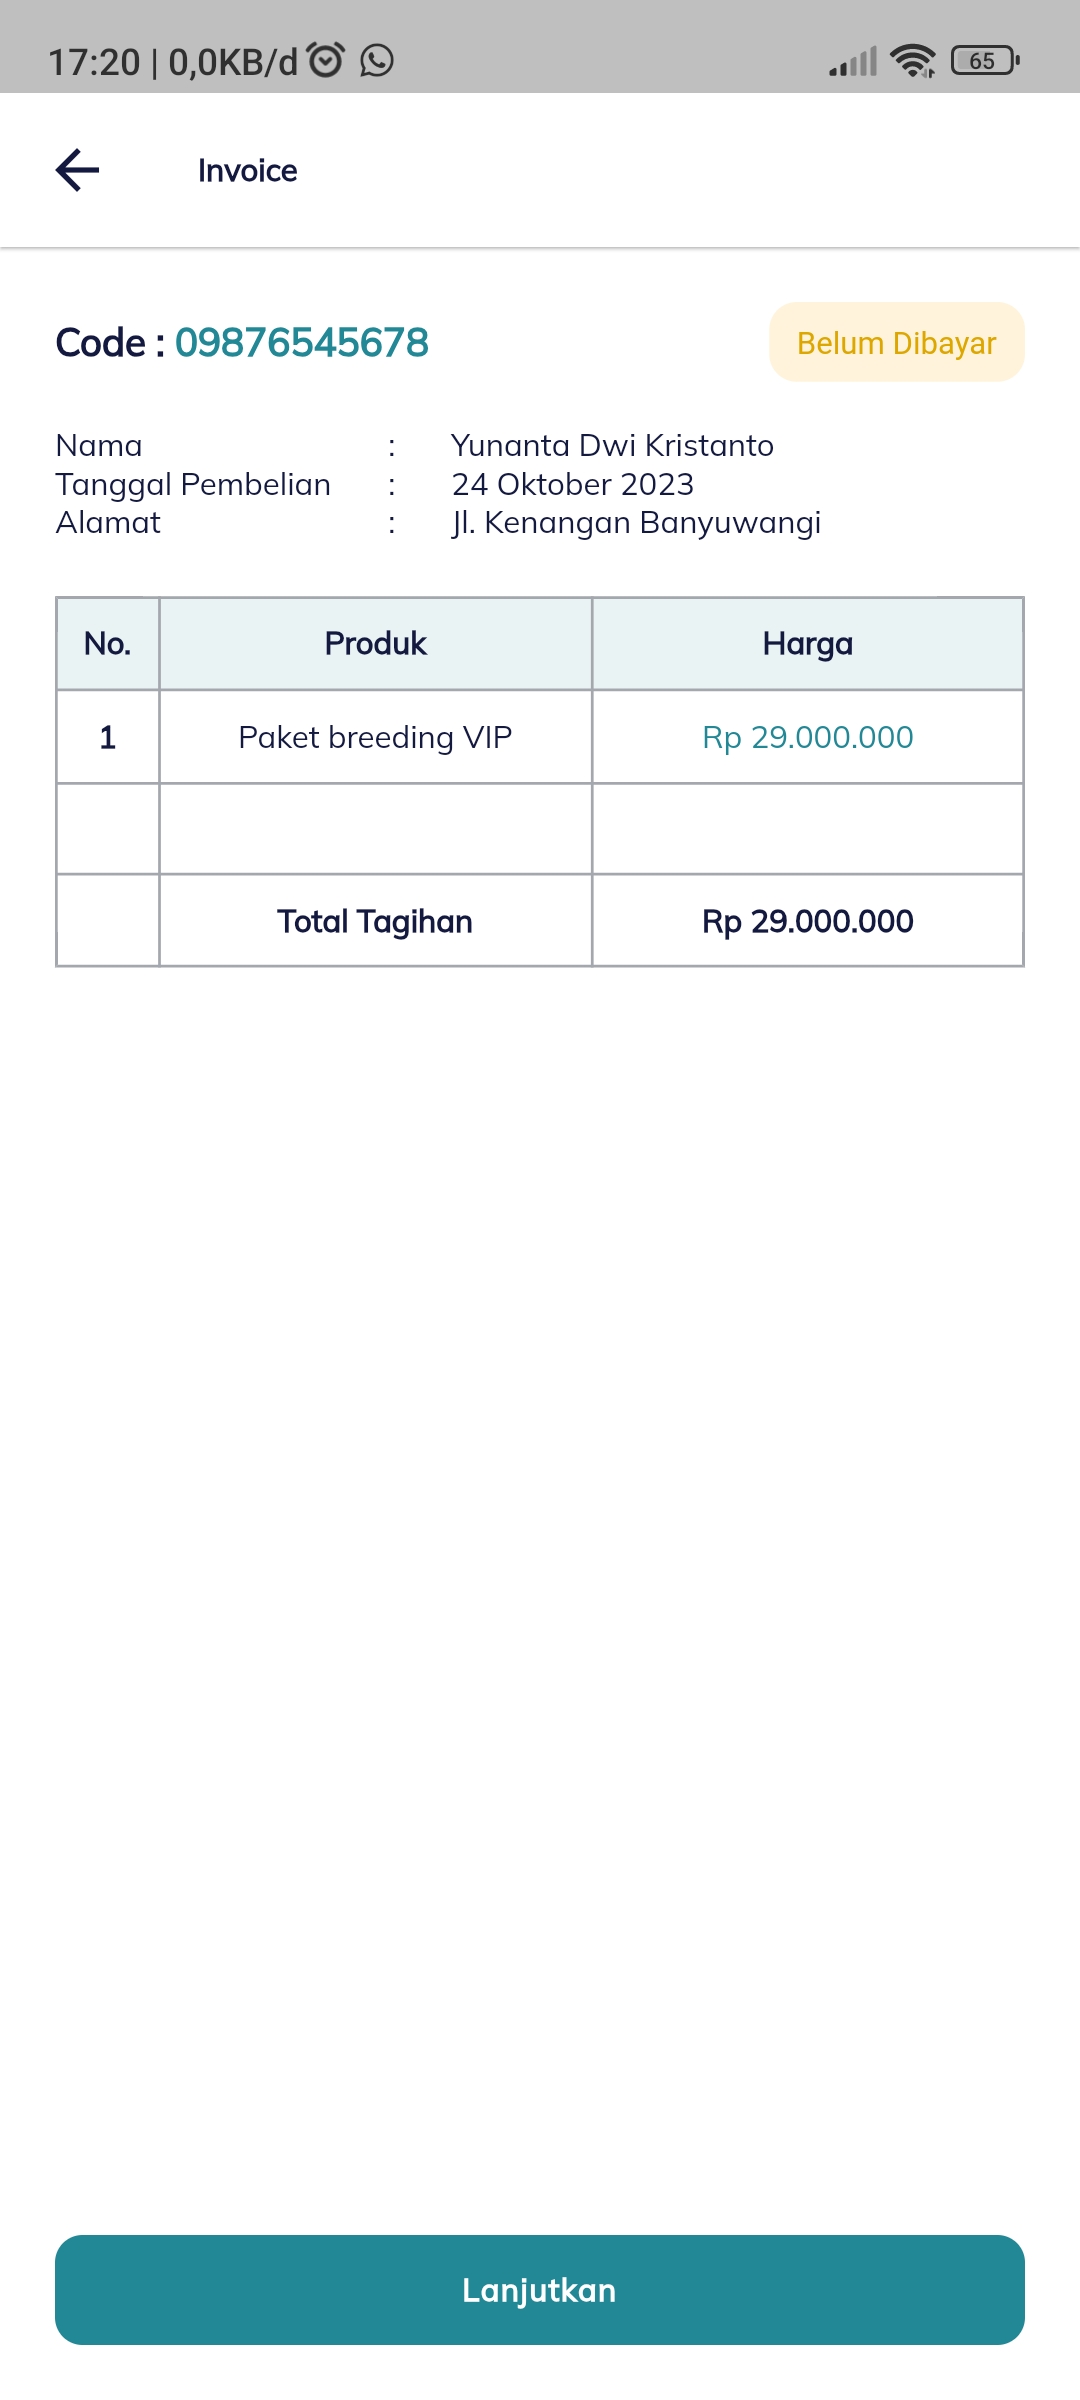 17:20 | 0,0KB/d 65
Invoice
Code : 09876545678 Belum Dibayar
Nama : Yunanta Dwi Kristanto
Tanggal Pembelian : 24 Oktober 2023
Alamat : Jl. Kenangan Banyuwangi
No. Produk Harga
1 Paket breeding VIP Rp 29.000.000
Total Tagihan Rp 29.000.000
Lanjutkan